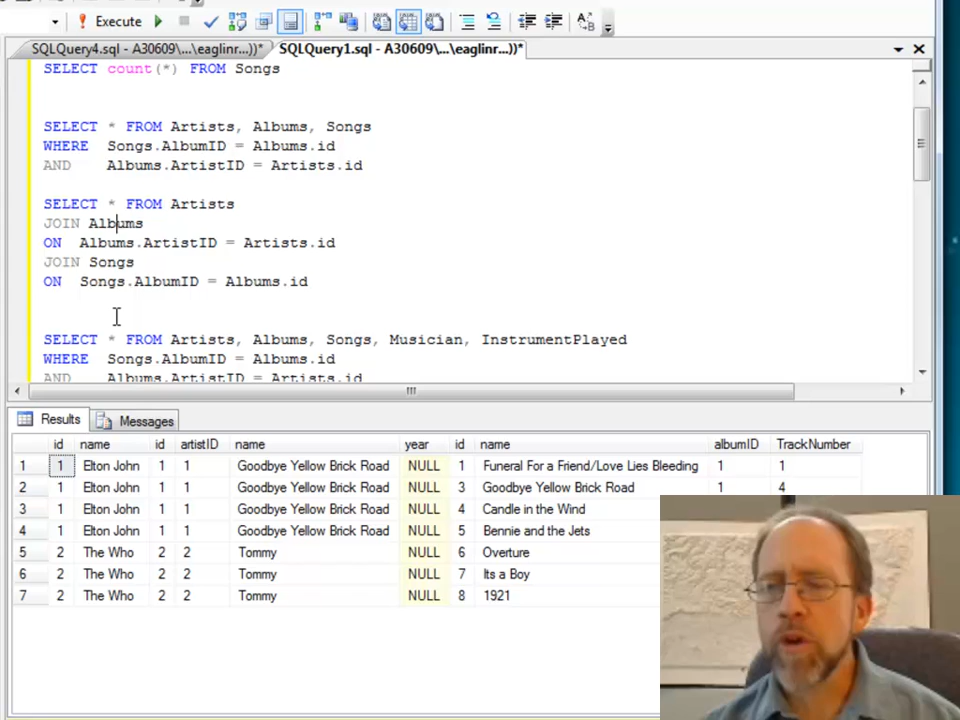 Execute
SQLQuery4.sql - A30609\...\eaglinr...))* SQLQuery1.sql - A30609\...\eaglinr...))*
SELECT count(*) FROM Songs
SELECT * FROM Artists, Albums, Songs
WHERE Songs.AlbumID = Albums.id
AND Albums.ArtistID = Artists.id
SELECT * FROM Artists
JOIN Albums
ON Albums.ArtistID = Artists.id
JOIN Songs
ON Songs.AlbumID = Albums.id
SELECT * FROM Artists, Albums, Songs, Musician, InstrumentPlayed
WHERE Songs.AlbumID = Albums.id
AND Albums.ArtistID = Artists.id
Results Messages
id name id artistID name year id name albumID TrackNumber
1 1 Elton John 1 1 Goodbye Yellow Brick Road NULL 1 Funeral For a Friend/Love Lies Bleeding 1 1
2 1 Elton John 1 1 Goodbye Yellow Brick Road NULL 3 Goodbye Yellow Brick Road 1 4
3 1 Elton John 1 1 Goodbye Yellow Brick Road NULL 4 Candle in the Wind
4 1 Elton John 1 1 Goodbye Yellow Brick Road NULL 5 Bennie and the Jets
5 2 The Who 2 2 Tommy NULL 6 Overture
6 2 The Who 2 2 Tommy NULL 7 Its a Boy
7 2 The Who 2 2 Tommy NULL 8 1921